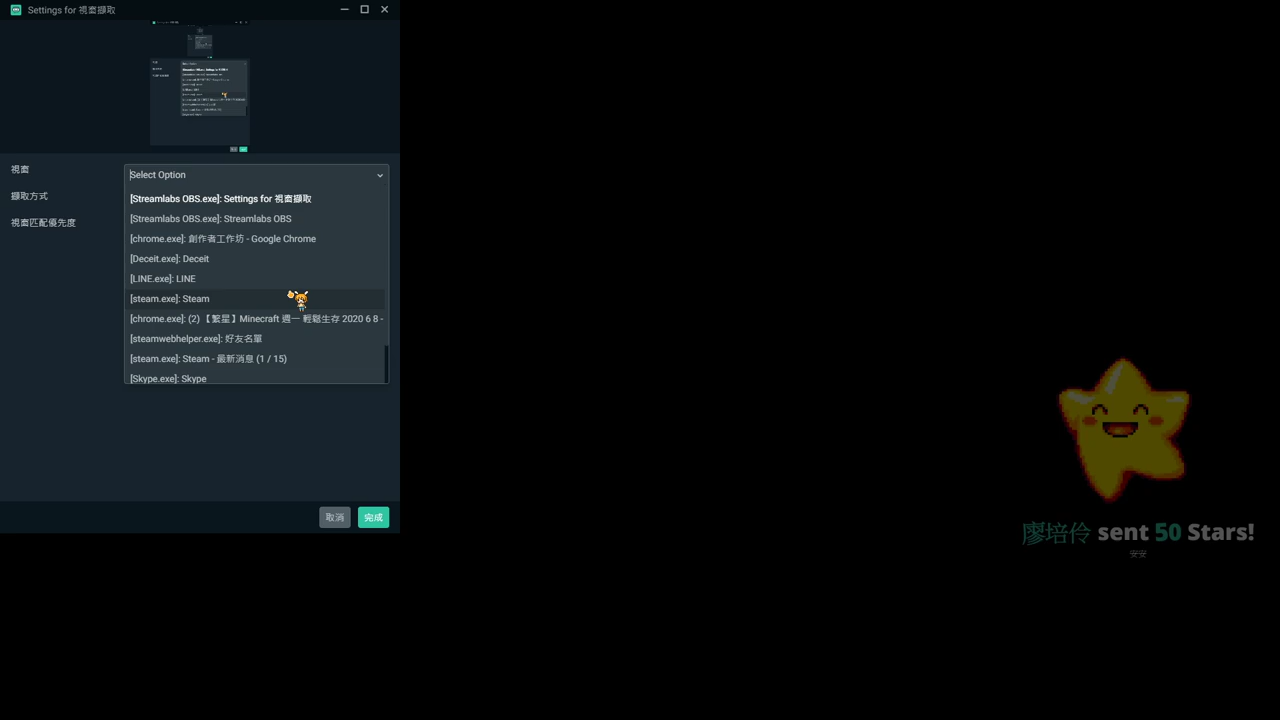 Settings for 視窗擷取
視窗
Select Option
擷取方式
視窗匹配優先度
[Streamlabs OBS.exe]: Settings for 視窗擷取
[Streamlabs OBS.exe]: Streamlabs OBS
[chrome.exe]: 創作者工作坊 - Google Chrome
[Deceit.exe]: Deceit
[LINE.exe]: LINE
[steam.exe]: Steam
[chrome.exe]: (2) 【繁星】Minecraft 週一 輕鬆生存 2020 6 8 -
[steamwebhelper.exe]: 好友名單
[steam.exe]: Steam - 最新消息 (1 / 15)
[Skype.exe]: Skype
取消
完成
廖培伶 sent 50 Stars!
安安